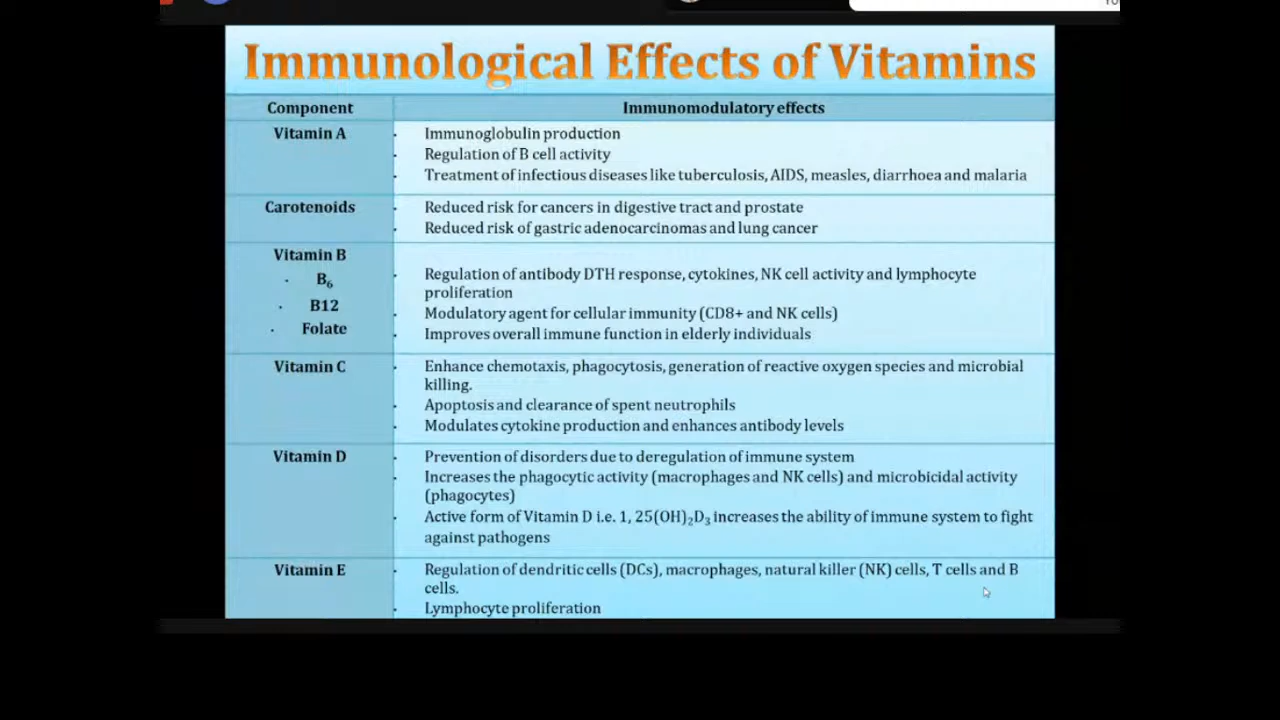 Immunological Effects of Vitamins
Component
Immunomodulatory effects
Vitamin A
Immunoglobulin production
Regulation of B cell activity
Treatment of infectious diseases like tuberculosis, AIDS, measles, diarrhoea and malaria
Carotenoids
Reduced risk for cancers in digestive tract and prostate
Reduced risk of gastric adenocarcinomas and lung cancer
Vitamin B
B₆
B12
Folate
Regulation of antibody DTH response, cytokines, NK cell activity and lymphocyte
proliferation
Modulatory agent for cellular immunity (CD8+ and NK cells)
Improves overall immune function in elderly individuals
Vitamin C
Enhance chemotaxis, phagocytosis, generation of reactive oxygen species and microbial
killing.
Apoptosis and clearance of spent neutrophils
Modulates cytokine production and enhances antibody levels
Vitamin D
Prevention of disorders due to deregulation of immune system
Increases the phagocytic activity (macrophages and NK cells) and microbicidal activity
(phagocytes)
Active form of Vitamin D i.e. 1, 25(OH)₂D₃ increases the ability of immune system to fight
against pathogens
Vitamin E
Regulation of dendritic cells (DCs), macrophages, natural killer (NK) cells, T cells and B
cells.
Lymphocyte proliferation